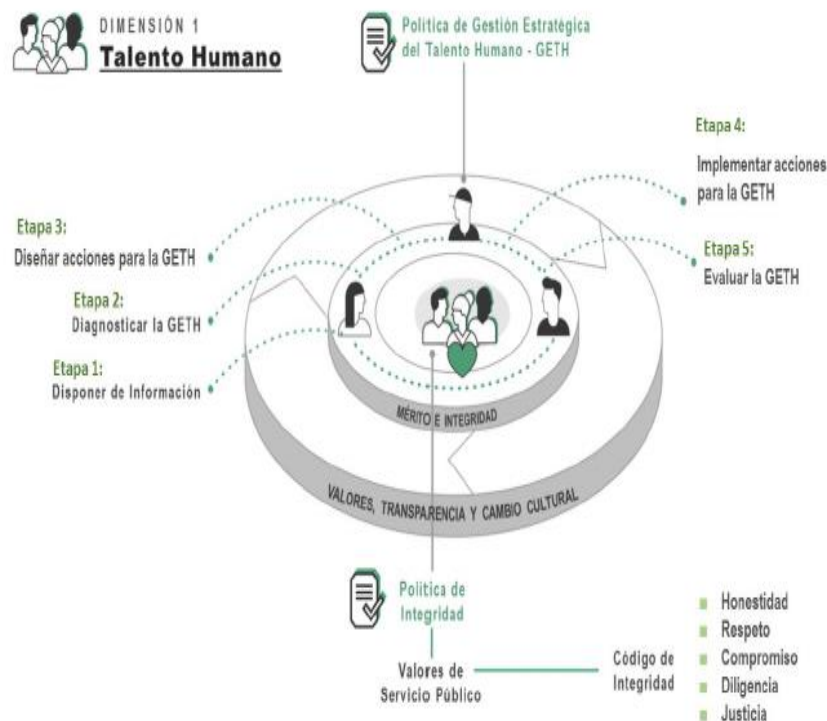 DIMENSIÓN 1
Talento Humano
Política de Gestión Estratégica
del Talento Humano - GETH
Etapa 4:
Implementar acciones
para la GETH
Etapa 3:
Diseñar acciones para la GETH
Etapa 5:
Evaluar la GETH
Etapa 2:
Diagnosticar la GETH
Etapa 1:
Disponer de Información
MÉRITO E INTEGRIDAD
VALORES, TRANSPARENCIA Y CAMBIO CULTURAL
Política de
Integridad
Valores de
Servicio Público
Código de
Integridad
Honestidad
Respeto
Compromiso
Diligencia
Justicia